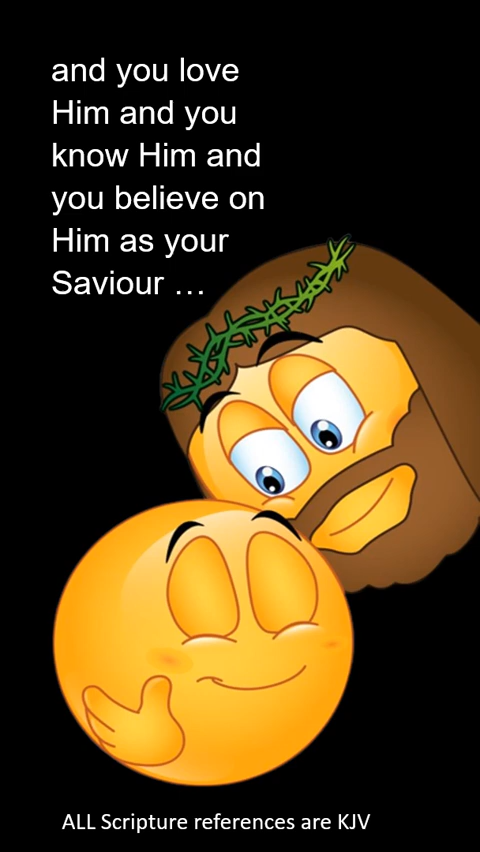 and you love
Him and you
know Him and
you believe on
Him as your
Saviour …
ALL Scripture references are KJV